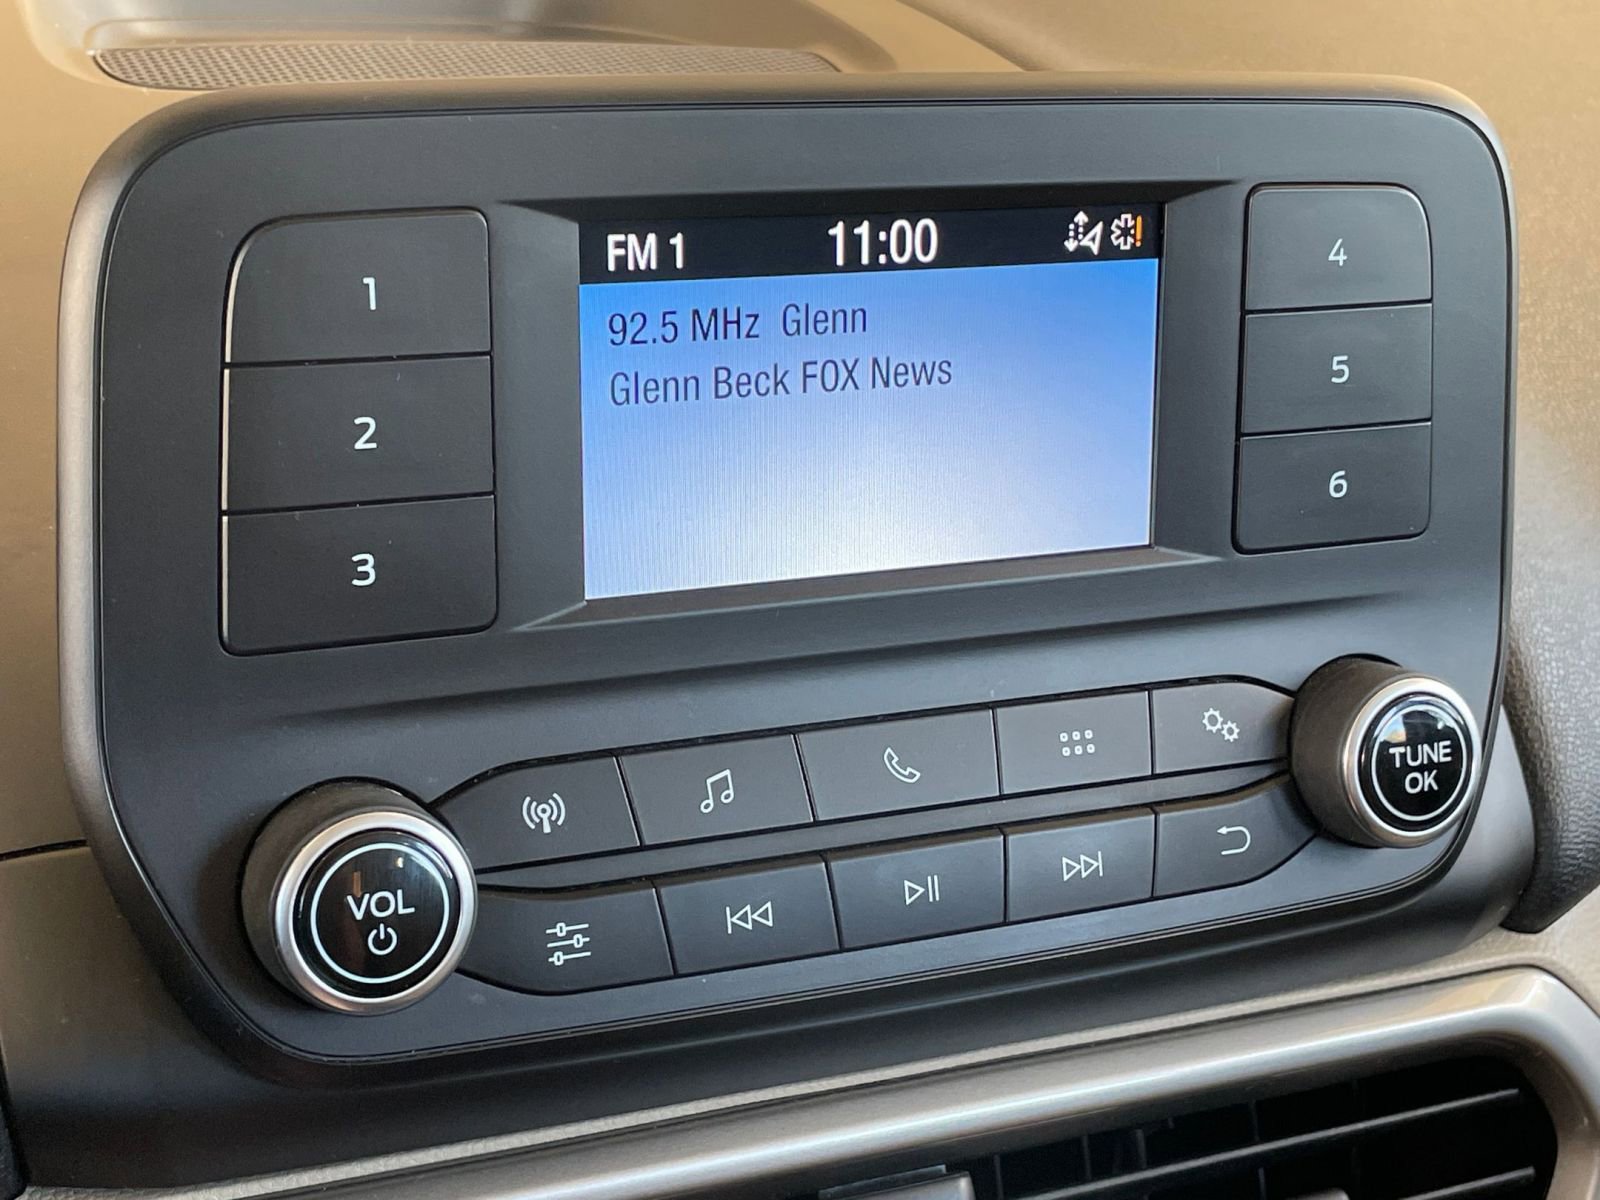 FM 1 11:00
92.5 MHz Glenn
Glenn Beck FOX News
1
2
3
4
5
6
VOL
TUNE
OK